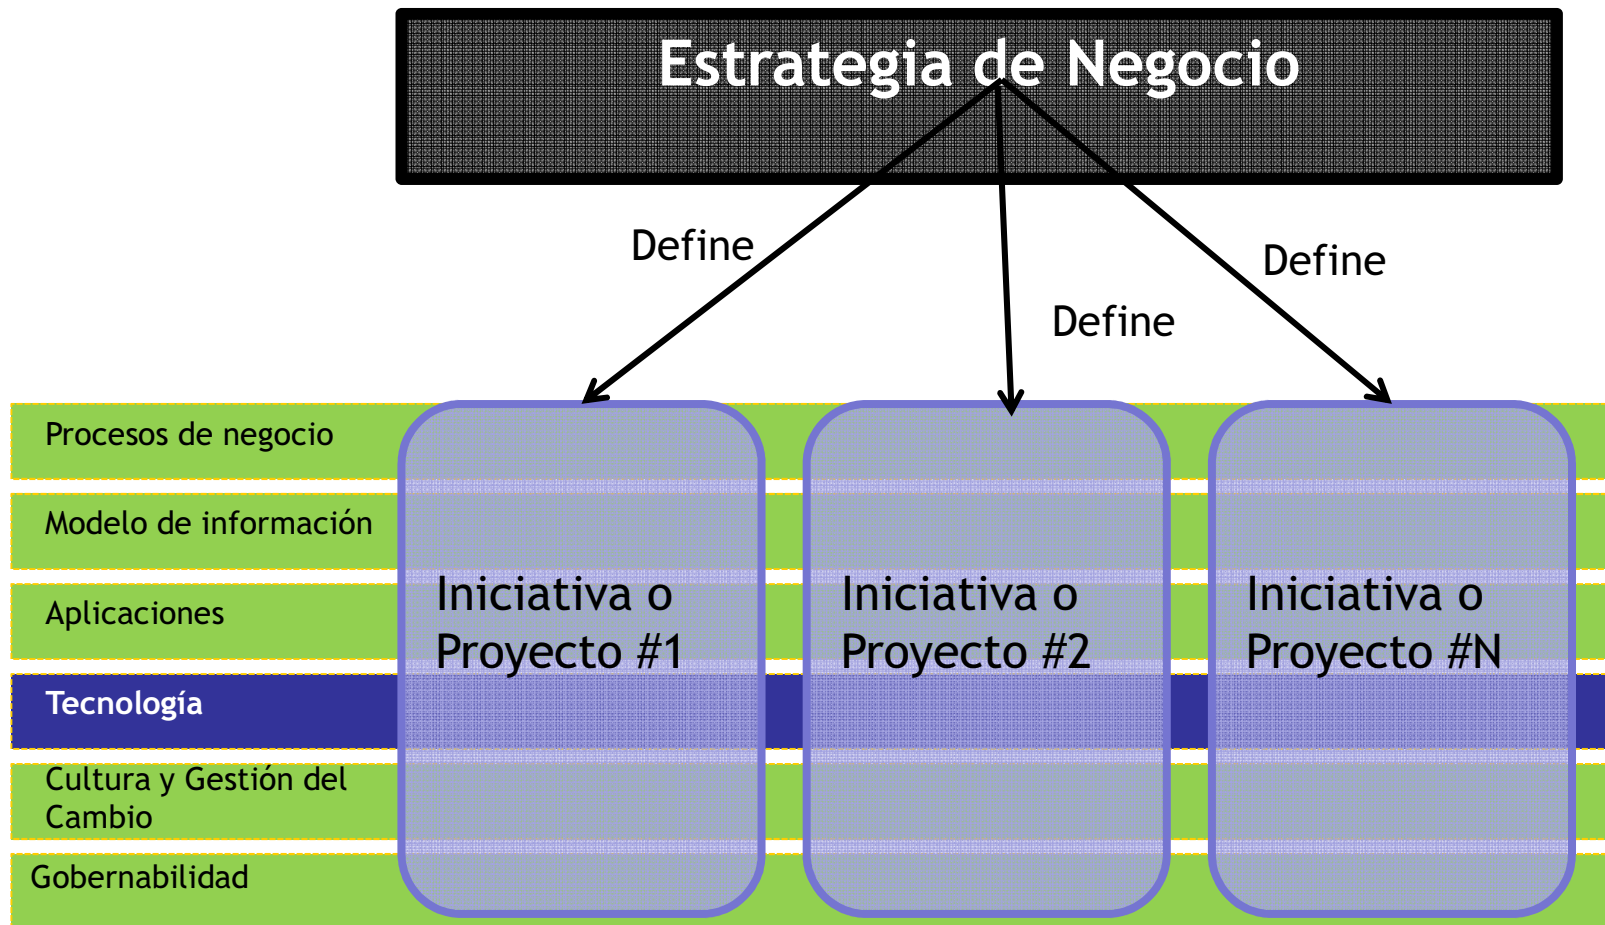 Estrategia de Negocio
Define
Define
Define
Procesos de negocio
Modelo de información
Aplicaciones
Tecnología
Cultura y Gestión del
Cambio
Gobernabilidad
Iniciativa o
Proyecto #1
Iniciativa o
Proyecto #2
Iniciativa o
Proyecto #N